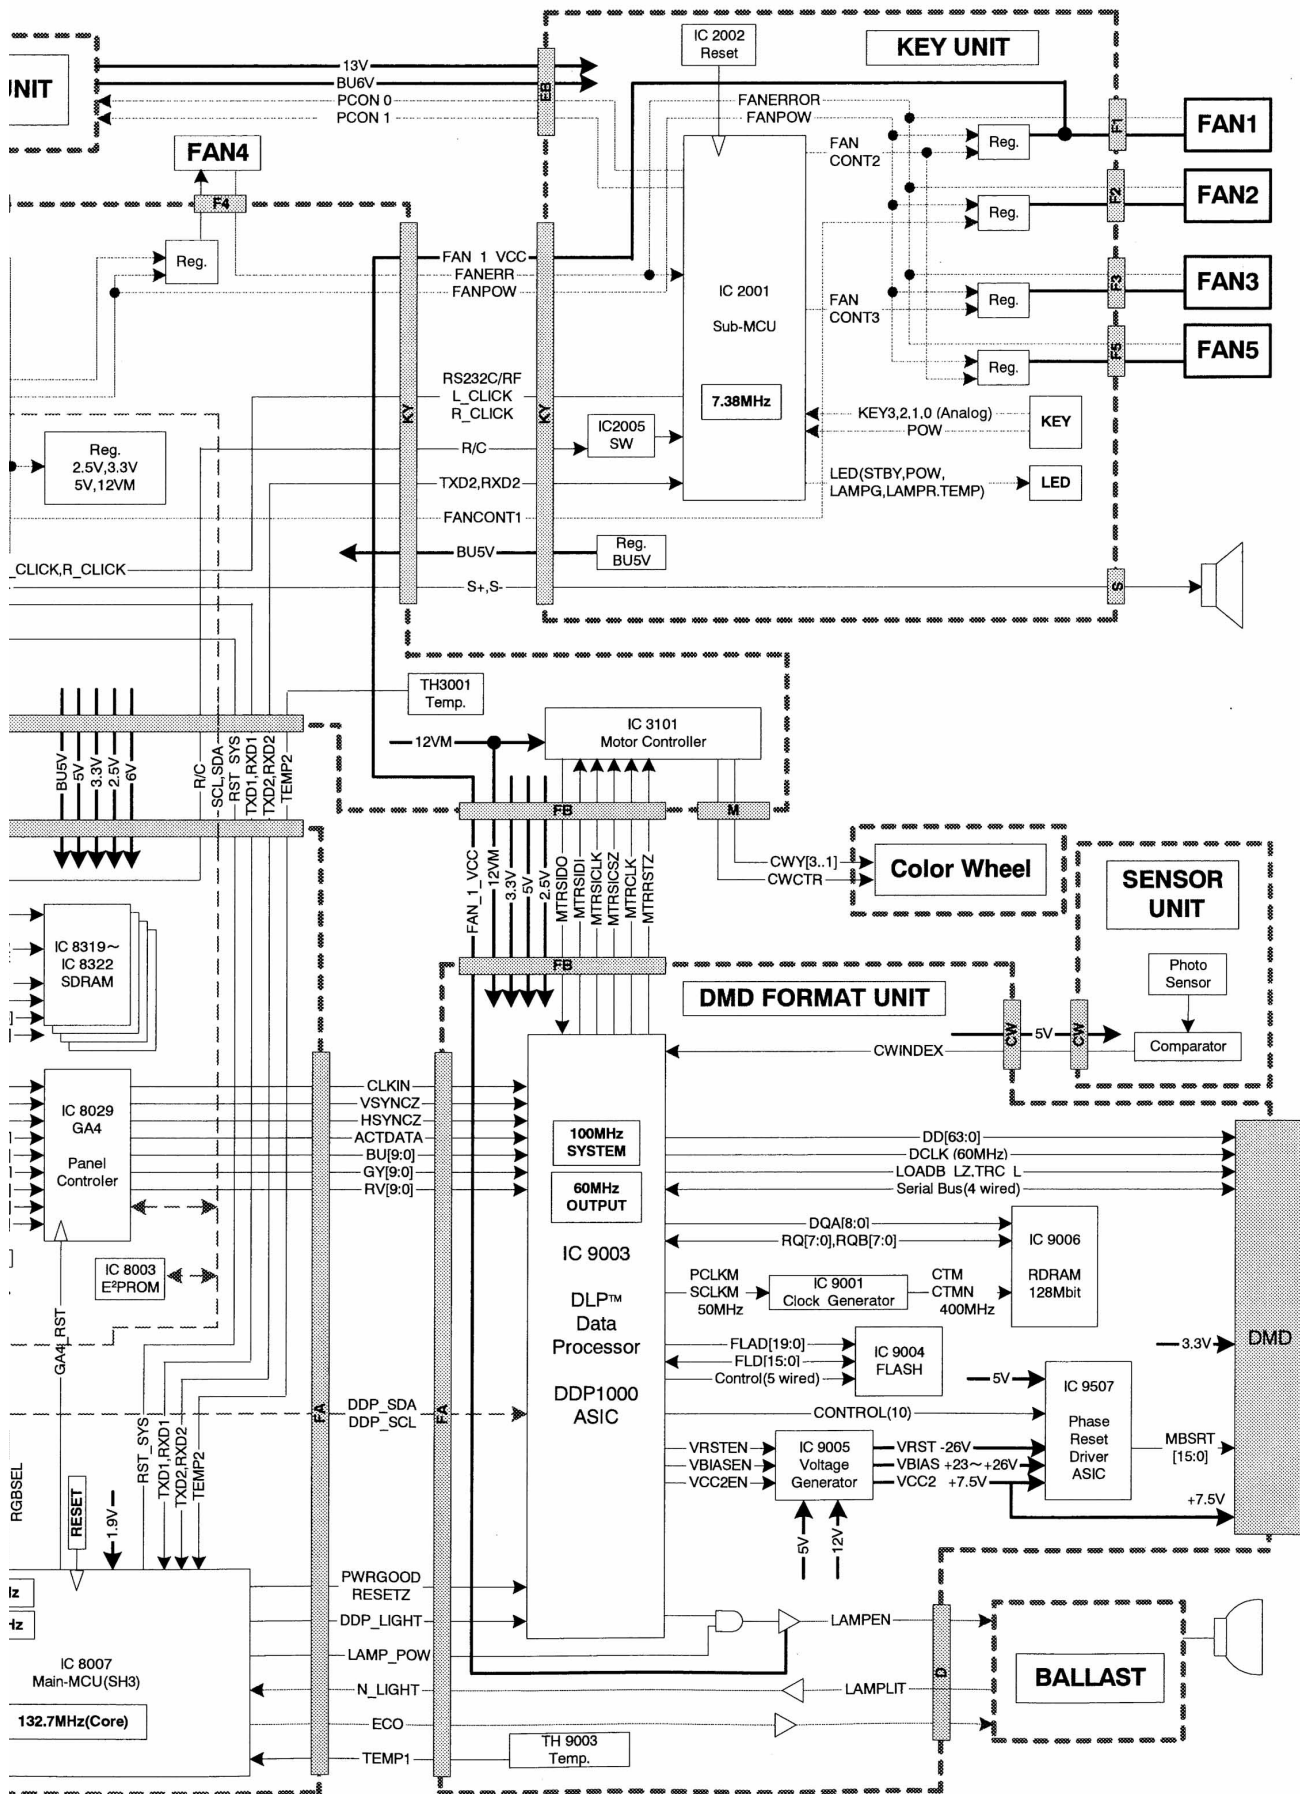 IC 2002
Reset
KEY UNIT
UNIT
13V
BU6V
PCON 0
PCON 1
EB
FANERROR
FANPOW
FAN4
F4
Reg.
FAN
CONT2
Reg.
F1
FAN1
Reg.
F2
FAN2
FAN_1_VCC
FANERR
FANPOW
IC 2001
Sub-MCU
7.38MHz
FAN
CONT3
Reg.
F3
FAN3
Reg.
F5
FAN5
KY
KY
RS232C/RF
L_CLICK
R_CLICK
R/C
IC2005
SW
KEY3,2,1,0 (Analog)
POW
KEY
Reg.
2.5V,3.3V
5V,12VM
TXD2,RXD2
LED(STBY,POW,
LAMPG,LAMPR.TEMP)
LED
FANCONT1
BU5V
Reg.
BU5V
_CLICK,R_CLICK
S+,S-
S
TH3001
Temp.
IC 3101
Motor Controller
12VM
BU5V
5V
3.3V
2.5V
6V
R/C
SCL,SDA
RST_SYS
TXD1,RXD1
TXD2,RXD2
TEMP2
FB
M
FAN_1_VCC
12VM
3.3V
5V
2.5V
MTRSIDO
MTRSIDI
MTRSICLK
MTRSICSZ
MTRCLK
MTRRSTZ
CWY[3..1]
CWCTR
Color Wheel
SENSOR
UNIT
IC 8319~
IC 8322
SDRAM
FB
DMD FORMAT UNIT
Photo
Sensor
CW
5V
CW
CWINDEX
Comparator
IC 8029
GA4
Panel
Controler
CLKIN
VSYNCZ
HSYNCZ
ACTDATA
BU[9:0]
GY[9:0]
RV[9:0]
100MHz
SYSTEM
60MHz
OUTPUT
IC 9003
DLP™
Data
Processor
DDP1000
ASIC
DD[63:0]
DCLK (60MHz)
LOADB_LZ,TRC_L
Serial Bus(4 wired)
DQA[8:0]
RQ[7:0],RQB[7:0]
IC 9006
RDRAM
128Mbit
IC 8003
E²PROM
PCLKM
SCLKM
50MHz
IC 9001
Clock Generator
CTM
CTMN
400MHz
GA4_RST
FLAD[19:0]
FLD[15:0]
Control(5 wired)
IC 9004
FLASH
3.3V
DMD
FA
FA
DDP_SDA
DDP_SCL
5V
IC 9507
Phase
Reset
Driver
ASIC
CONTROL(10)
MBSRT
[15:0]
RGBSEL
RESET
1.9V
RST_SYS
TXD1,RXD1
TXD2,RXD2
TEMP2
VRSTEN
VBIASEN
VCC2EN
IC 9005
Voltage
Generator
VRST -26V
VBIAS +23~+26V
VCC2 +7.5V
+7.5V
5V
12V
PWRGOOD
RESETZ
DDP_LIGHT
LAMP_POW
N_LIGHT
ECO
TEMP1
Hz
Hz
IC 8007
Main-MCU(SH3)
132.7MHz(Core)
LAMPEN
LAMPLIT
D
BALLAST
TH 9003
Temp.